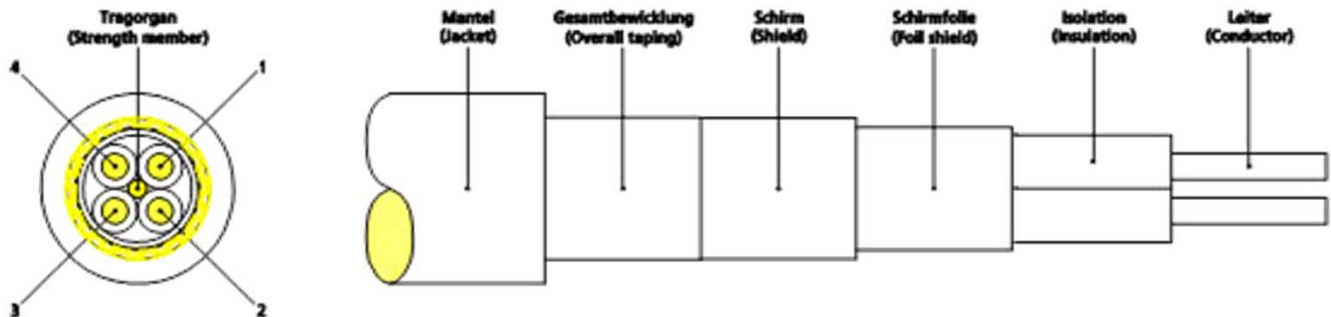 Tragorgan
(Strength member)
Mantel
(Jacket)
Gesamtbewicklung
(Overall taping)
Schirm
(Shield)
Schirmfolie
(Foil shield)
Isolation
(Insulation)
Leiter
(Conductor)
4
1
3
2